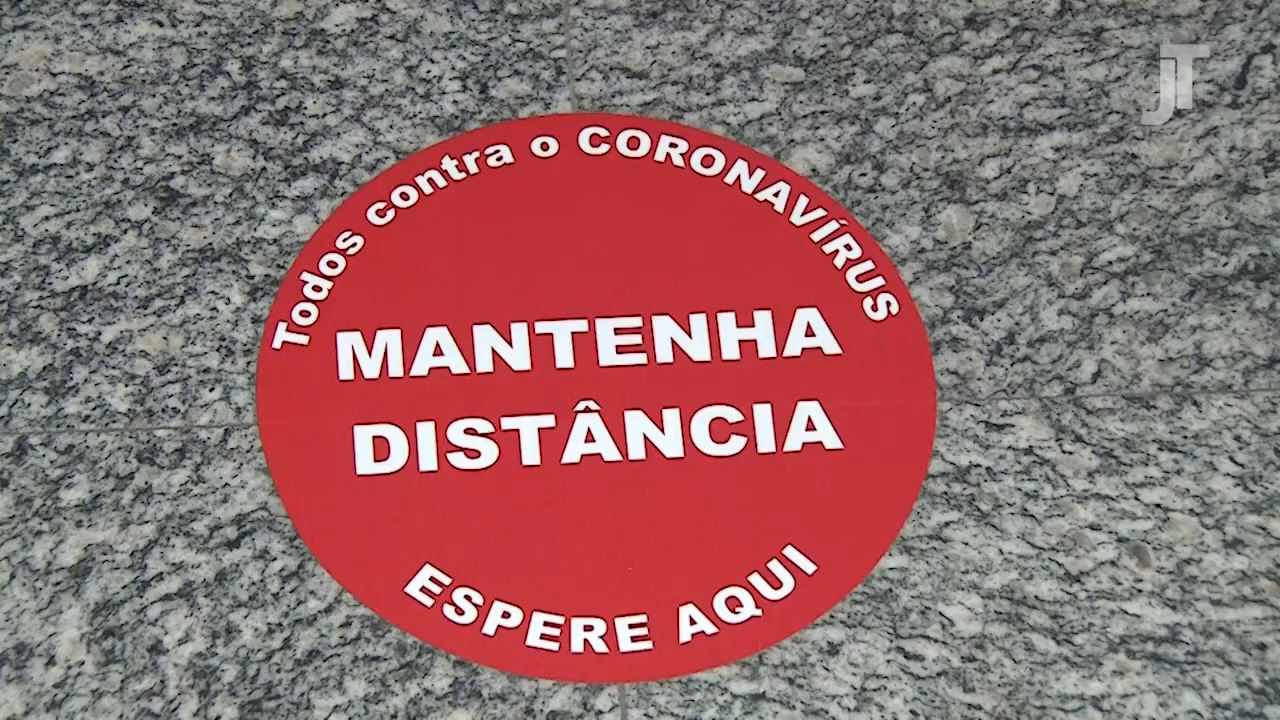 Todos contra o CORONAVÍRUS
MANTENHA
DISTÂNCIA
ESPERE AQUI
JT